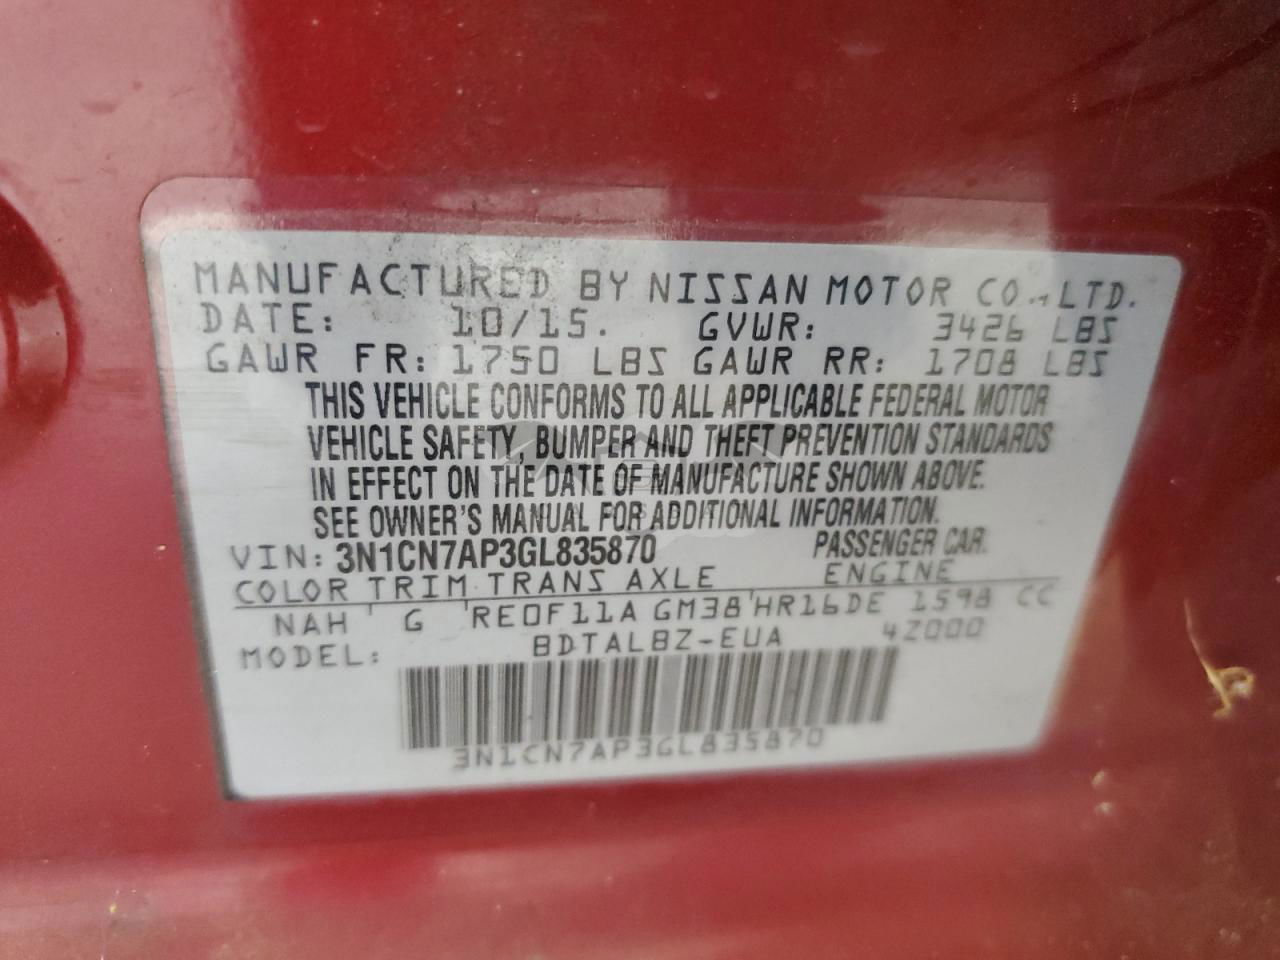 MANUFACTURED BY NISSAN MOTOR CO., LTD.
DATE: 10/15. GVWR: 3426 LBS
GAWR FR: 1750 LBS GAWR RR: 1708 LBS
THIS VEHICLE CONFORMS TO ALL APPLICABLE FEDERAL MOTOR
VEHICLE SAFETY, BUMPER AND THEFT PREVENTION STANDARDS
IN EFFECT ON THE DATE OF MANUFACTURE SHOWN ABOVE.
SEE OWNER'S MANUAL FOR ADDITIONAL INFORMATION.
VIN: 3N1CN7AP3GL835870 PASSENGER CAR.
COLOR TRIM TRANS AXLE ENGINE
NAH G RE0F11A GM38 HR16DE 1598 CC
MODEL: BDTALBZ-EUA 4Z000
3N1CN7AP3GL835870